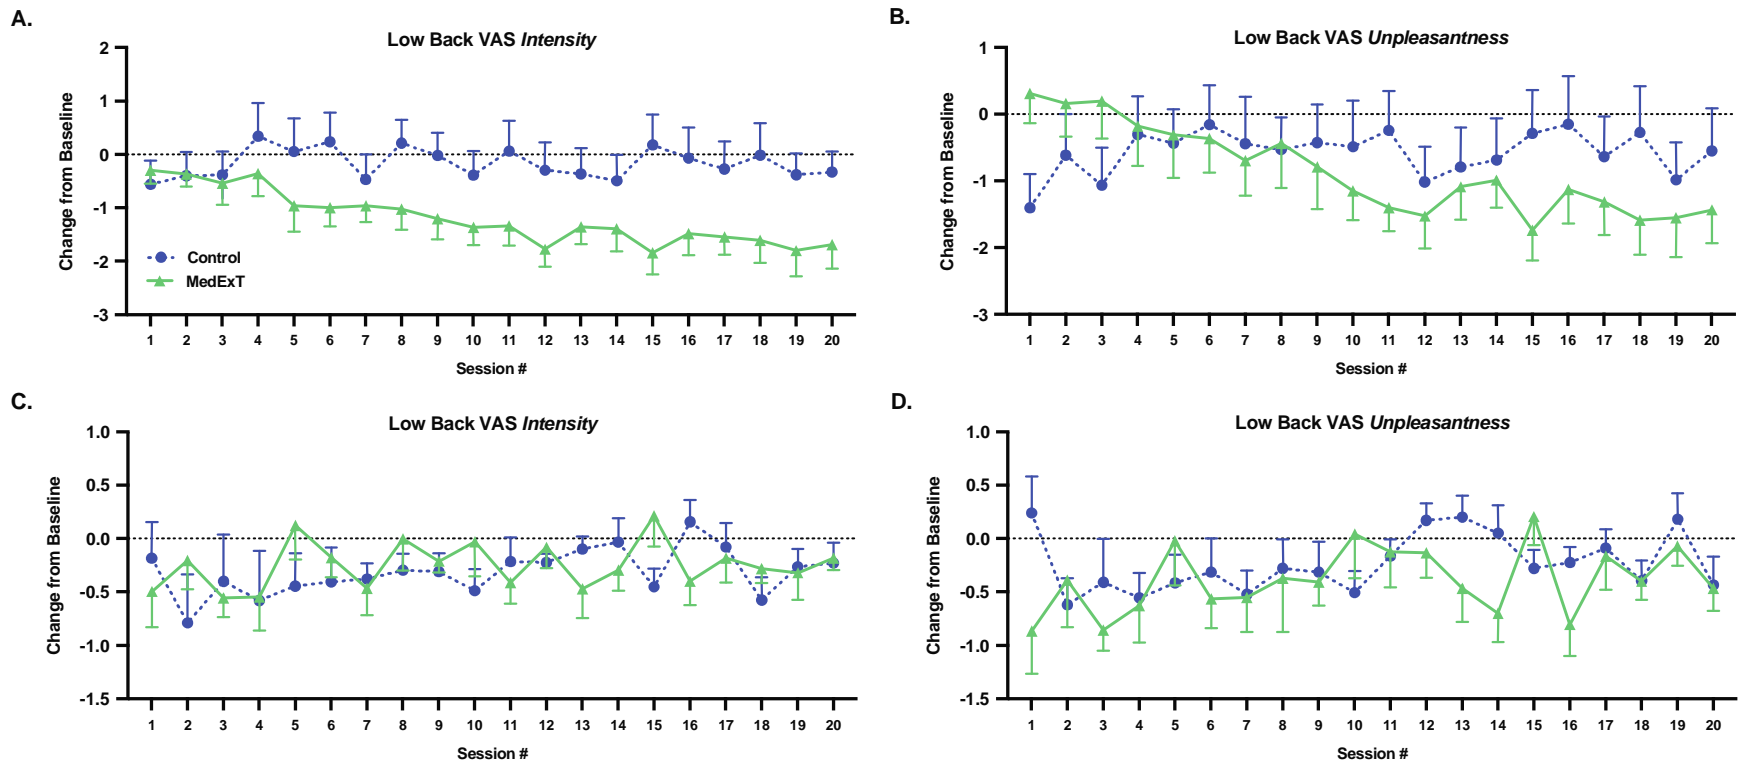 A.
Low Back VAS Intensity
Change from Baseline
2
1
0
-1
-2
-3
Control
MedExT
1 2 3 4 5 6 7 8 9 10 11 12 13 14 15 16 17 18 19 20
Session #
B.
Low Back VAS Unpleasantness
Change from Baseline
1
0
-1
-2
-3
1 2 3 4 5 6 7 8 9 10 11 12 13 14 15 16 17 18 19 20
Session #
C.
Low Back VAS Intensity
Change from Baseline
1.0
0.5
0.0
-0.5
-1.0
-1.5
1 2 3 4 5 6 7 8 9 10 11 12 13 14 15 16 17 18 19 20
Session #
D.
Low Back VAS Unpleasantness
Change from Baseline
1.0
0.5
0.0
-0.5
-1.0
-1.5
1 2 3 4 5 6 7 8 9 10 11 12 13 14 15 16 17 18 19 20
Session #